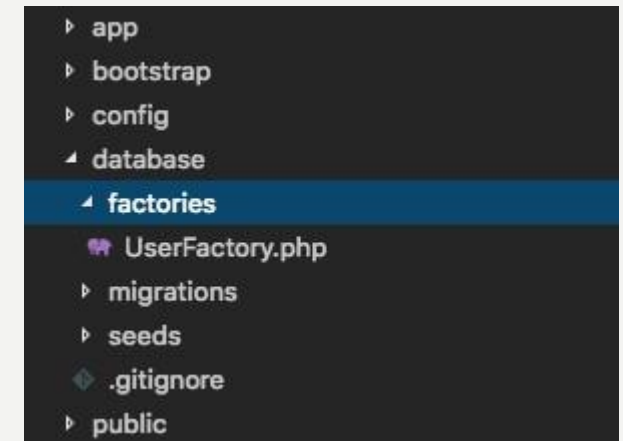 app
bootstrap
config
database
factories
UserFactory.php
migrations
seeds
.gitignore
public